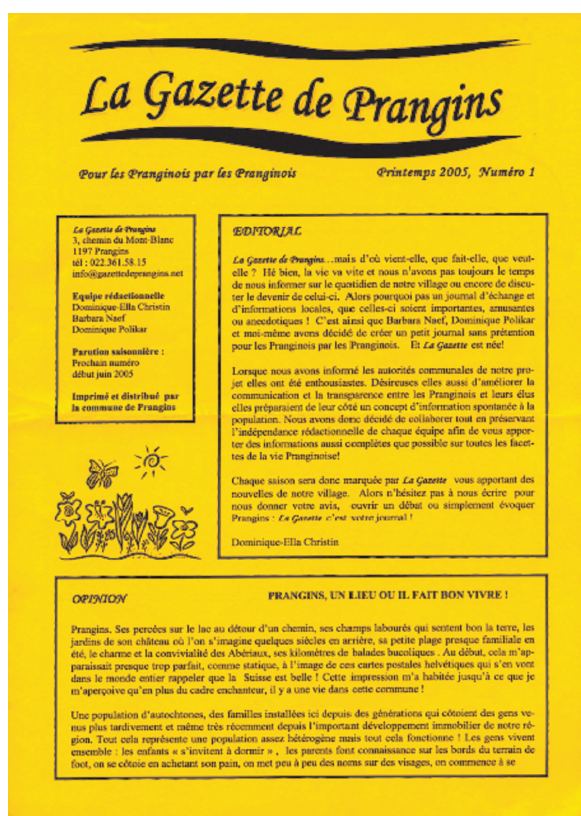 La Gazette de Prangins
Pour les Pranginois par les Pranginois
Printemps 2005, Numéro 1
La Gazette de Prangins
3, chemin du Mont-Blanc
1197 Prangins
tél : 022.361.58.15
info@gazettedeprangins.net
Equipe rédactionnelle
Dominique-Ella Christin
Barbara Naef
Dominique Polikar
Parution saisonnière :
Prochain numéro
début juin 2005
Imprimé et distribué par
la commune de Prangins
EDITORIAL
La Gazette de Prangins…mais d'où vient-elle, que fait-elle, que veut-
elle ? Hé bien, la vie va vite et nous n'avons pas toujours le temps
de nous informer sur le quotidien de notre village ou encore de discu-
ter le devenir de celui-ci. Alors pourquoi pas un journal d'échange et
d'informations locales, que celles-ci soient importantes, amusantes
ou anecdotiques ! C'est ainsi que Barbara Naef, Dominique Polikar
et moi-même avons décidé de créer un petit journal sans prétention
pour les Pranginois par les Pranginois. Et La Gazette est née!
Lorsque nous avons informé les autorités communales de notre pro-
jet elles ont été enthousiastes. Désireuses elles aussi d'améliorer la
communication et la transparence entre les Pranginois et leurs élus
elles préparaient de leur côté un concept d'information spontanée à la
population. Nous avons donc décidé de collaborer tout en préservant
l'indépendance rédactionnelle de chaque équipe afin de vous appor-
ter des informations aussi complètes que possible sur toutes les facet-
tes de la vie Pranginoise!
Chaque saison sera donc marquée par La Gazette vous apportant des
nouvelles de notre village. Alors n'hésitez pas à nous écrire pour
nous donner votre avis, ouvrir un débat ou simplement évoquer
Prangins : La Gazette c'est votre journal !
Dominique-Ella Christin
OPINION
PRANGINS, UN LIEU OU IL FAIT BON VIVRE !
Prangins. Ses percées sur le lac au détour d'un chemin, ses champs labourés qui sentent bon la terre, les
jardins de son château où l'on s'imagine quelques siècles en arrière, sa petite plage presque familiale en
été, le charme et la convivialité des Abériaux, ses kilomètres de balades bucoliques . Au début, cela m'ap-
paraissait presque trop parfait, comme statique, à l'image de ces cartes postales helvétiques qui s'en vont
dans le monde entier rappeler que la Suisse est belle ! Cette impression m'a habitée jusqu'à ce que je
m'aperçoive qu'en plus du cadre enchanteur, il y a une vie dans cette commune !
Une population d'autochtones, des familles installées ici depuis des générations qui côtoient des gens ve-
nus plus tardivement et même très récemment depuis l'important développement immobilier de notre ré-
gion. Tout cela représente une population assez hétérogène mais tout cela fonctionne ! Les gens vivent
ensemble : les enfants « s'invitent à dormir » , les parents font connaissance sur les bords du terrain de
foot, on se côtoie en achetant son pain, on met peu à peu des noms sur des visages, on commence à se